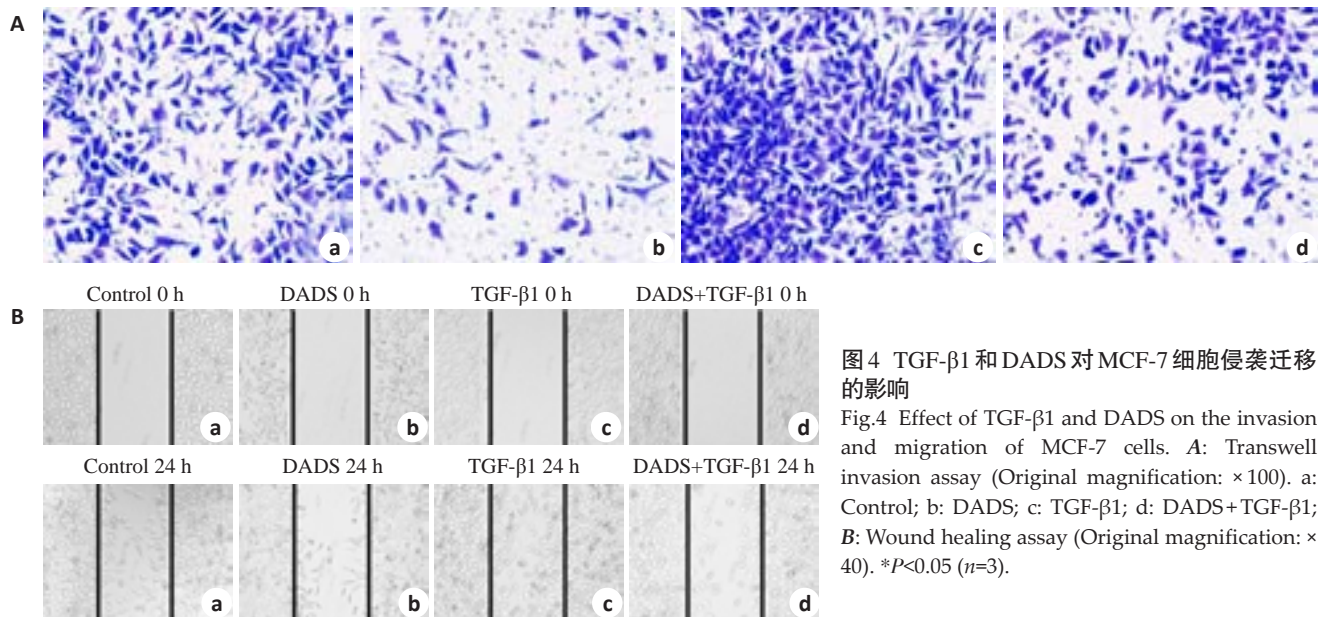 A
a
b
c
d
B
Control 0 h
DADS 0 h
TGF-β1 0 h
DADS+TGF-β1 0 h
a
b
c
d
Control 24 h
DADS 24 h
TGF-β1 24 h
DADS+TGF-β1 24 h
a
b
c
d
图4 TGF-β1和DADS对MCF-7细胞侵袭迁移
的影响
Fig.4 Effect of TGF-β1 and DADS on the invasion
and migration of MCF-7 cells. A: Transwell
invasion assay (Original magnification: ×100). a:
Control; b: DADS; c: TGF-β1; d: DADS+TGF-β1;
B: Wound healing assay (Original magnification: ×
40). *P<0.05 (n=3).